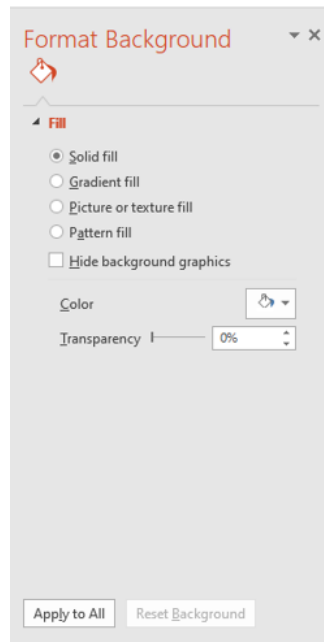 Format Background
Fill
Solid fill
Gradient fill
Picture or texture fill
Pattern fill
Hide background graphics
Color
Transparency 0%
Apply to All Reset Background